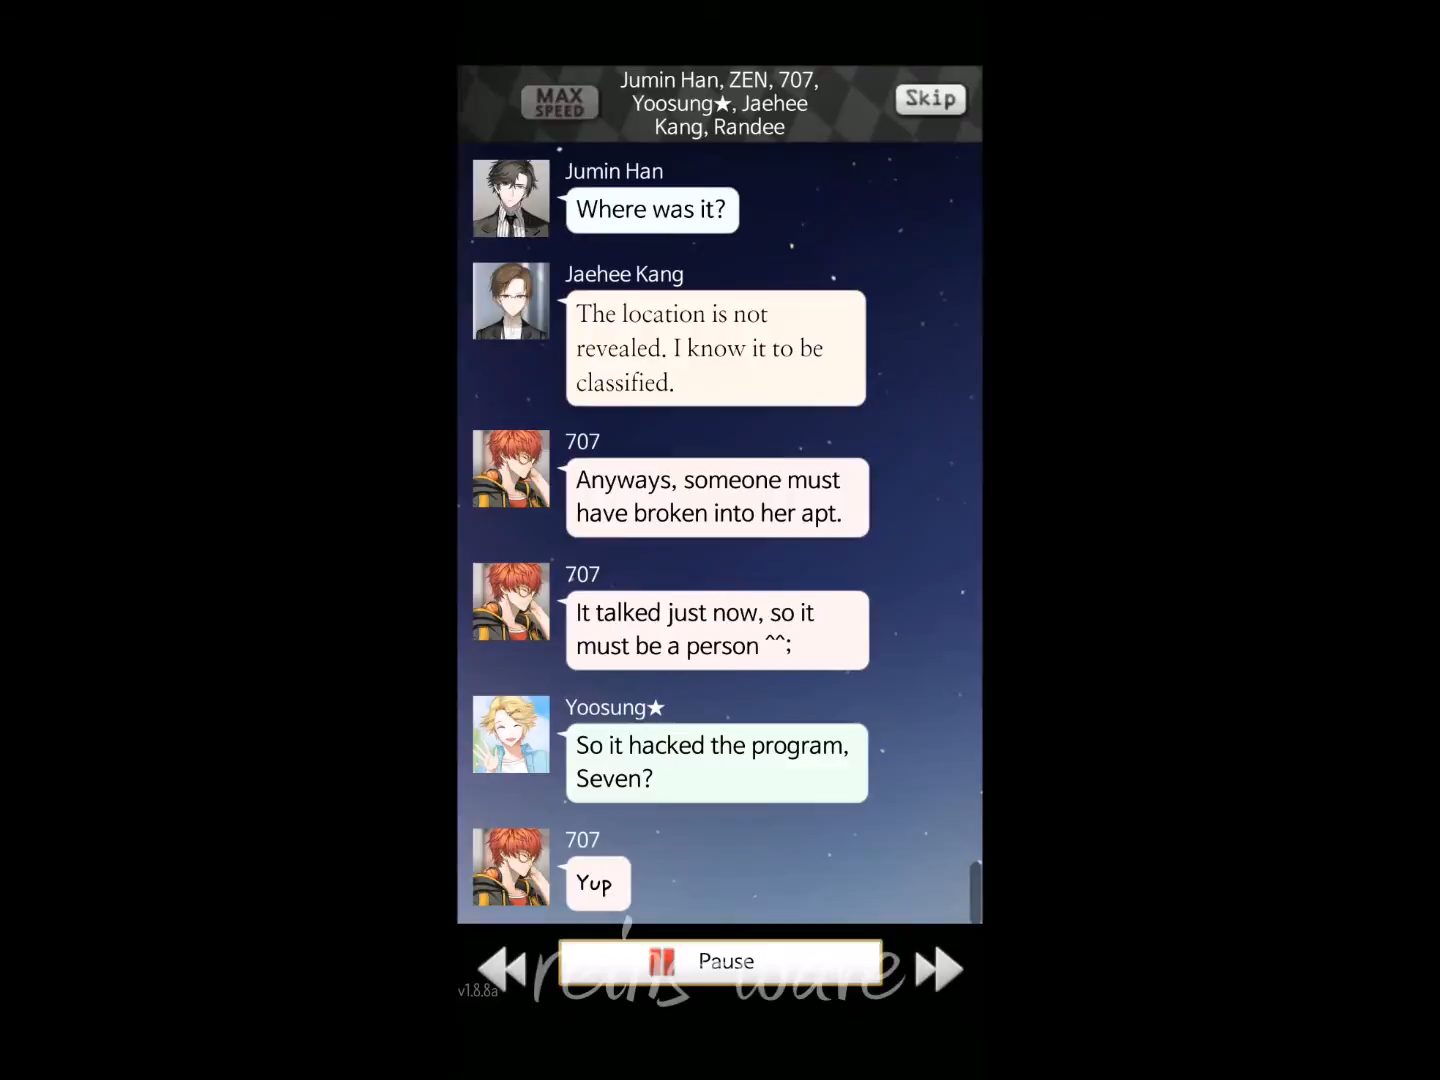 MAX
SPEED
Jumin Han, ZEN, 707,
Yoosung★, Jaehee
Kang, Randee
Skip
Jumin Han
Where was it?
Jaehee Kang
The location is not
revealed. I know it to be
classified.
707
Anyways, someone must
have broken into her apt.
707
It talked just now, so it
must be a person ^^;
Yoosung★
So it hacked the program,
Seven?
707
Yup
Pause
v1.8.8a